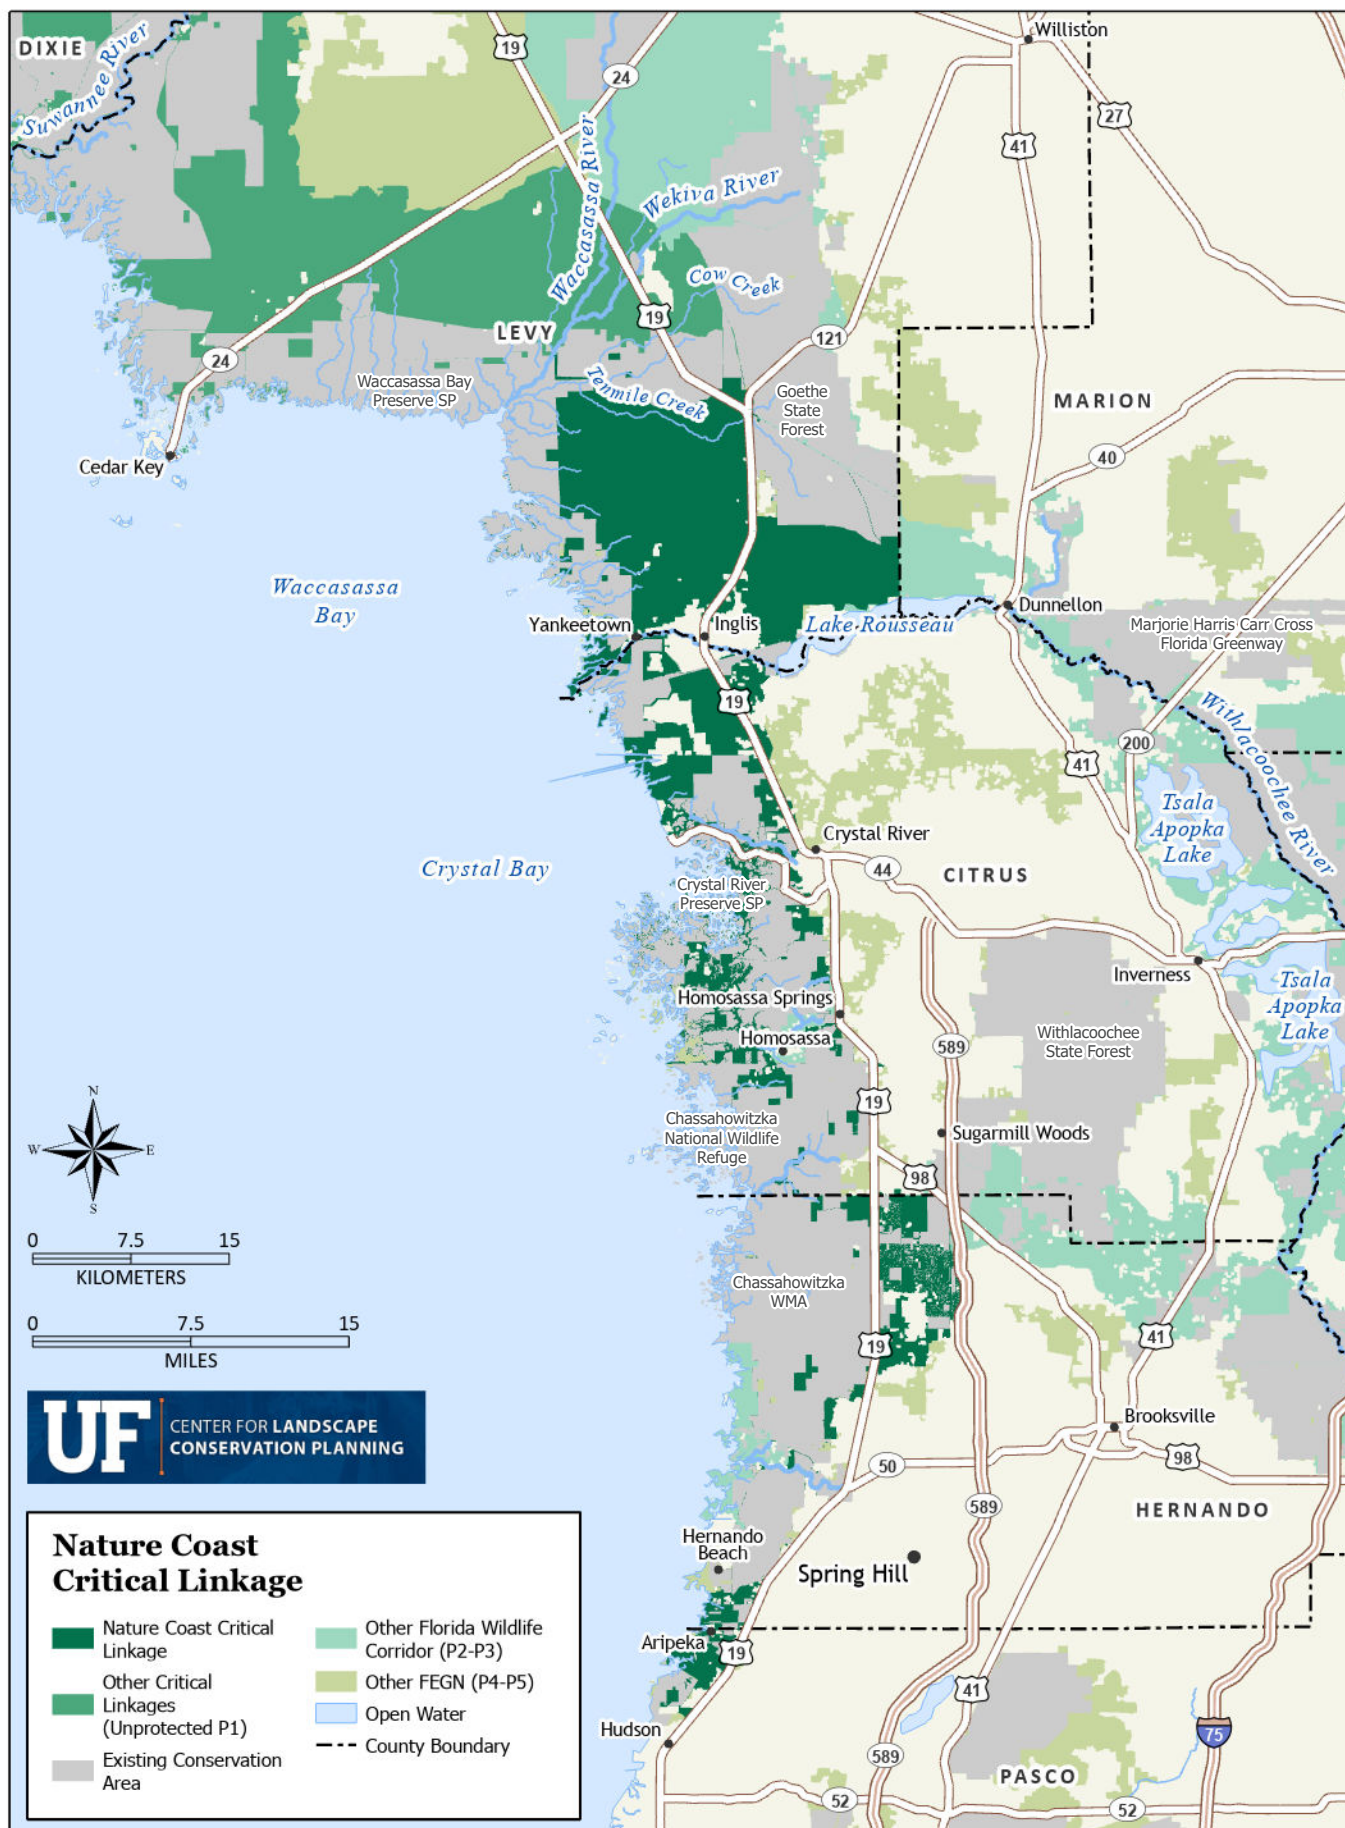 DIXIE
Suwannee River
19
24
Williston
27
41
Waccasassa River
Wekiva River
Cow Creek
19
LEVY
121
24
Waccasassa Bay
Preserve SP
Tenmile Creek
Goethe
State
Forest
MARION
40
Cedar Key
Waccasassa
Bay
Yankeetown
Inglis
Lake Rousseau
Dunnellon
Marjorie Harris Carr Cross
Florida Greenway
19
Withlacoochee River
200
41
Tsala
Apopka
Lake
Crystal River
Crystal Bay
44
CITRUS
Crystal River
Preserve SP
Inverness
Tsala
Apopka
Lake
Homosassa Springs
Homosassa
589
Withlacoochee
State Forest
19
Chassahowitzka
National Wildlife
Refuge
Sugarmill Woods
98
N
W
E
S
0 7.5 15
KILOMETERS
Chassahowitzka
WMA
0 7.5 15
MILES
19
41
UF
CENTER FOR LANDSCAPE
CONSERVATION PLANNING
Brooksville
50
98
589
HERNANDO
Hernando
Beach
Spring Hill
Aripeka
19
41
Hudson
75
589
PASCO
52
52
Nature Coast
Critical Linkage
Nature Coast Critical
Linkage
Other Critical
Linkages
(Unprotected P1)
Existing Conservation
Area
Other Florida Wildlife
Corridor (P2-P3)
Other FEGN (P4-P5)
Open Water
County Boundary